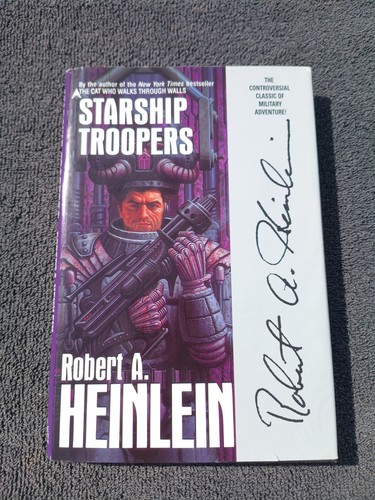 By the author of the New York Times bestseller
THE CAT WHO WALKS THROUGH WALLS
STARSHIP
TROOPERS
Robert A.
HEINLEIN
THE
CONTROVERSIAL
CLASSIC OF
MILITARY
ADVENTURE!
Robert A. Heinlein